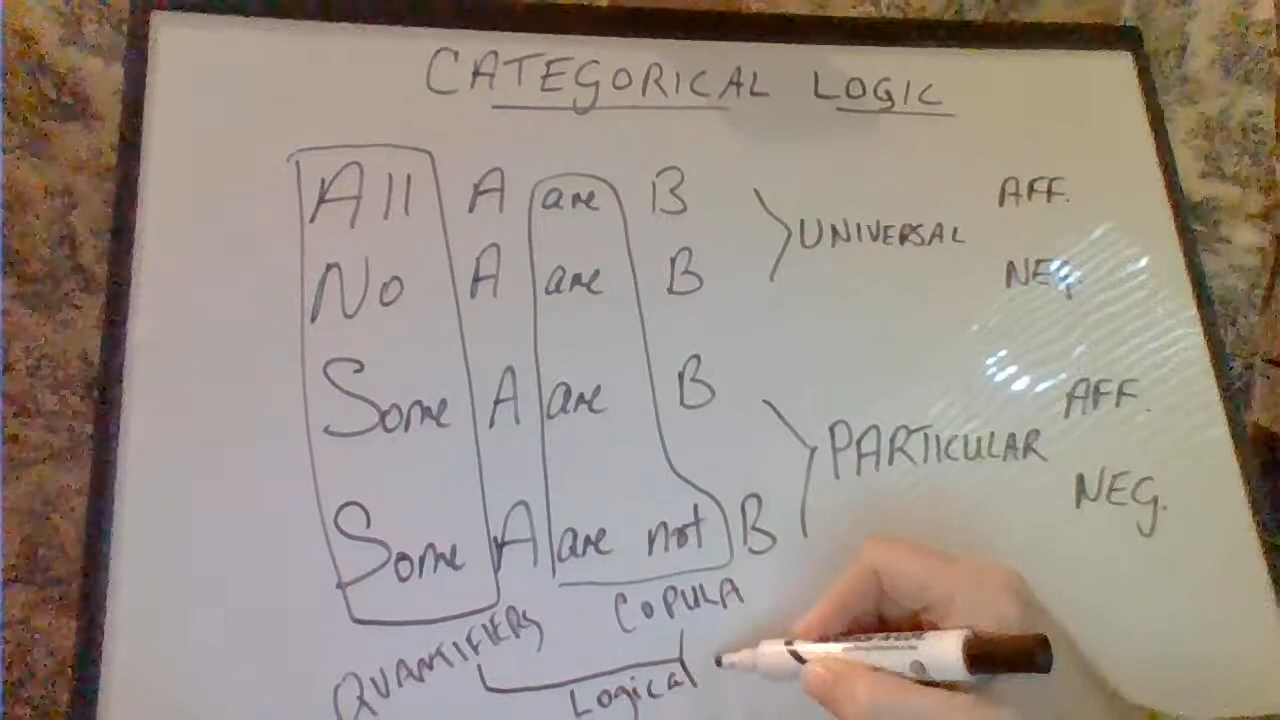 CATEGORICAL LOGIC
All A are B
AFF.
UNIVERSAL
No A are B
NEG.
Some A are B
AFF.
PARTICULAR
NEG.
Some A are not B
QUANTIFIERS
COPULA
Logical